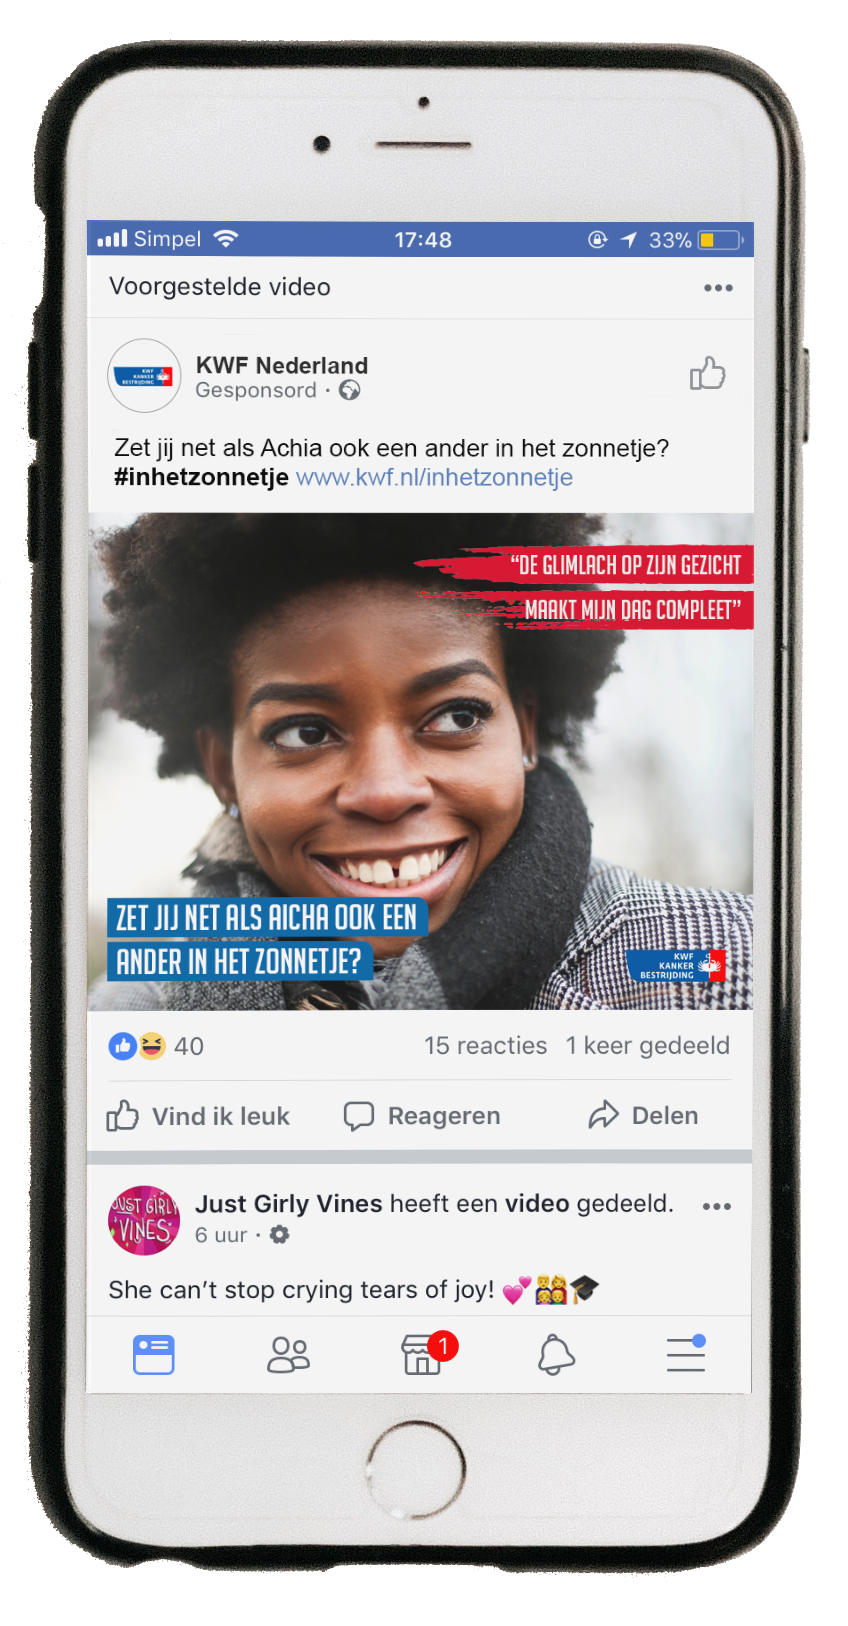 Simpel 17:48 33%
Voorgestelde video
KWF
KANKER
BESTRIJDING
KWF Nederland
Gesponsord ·
Zet jij net als Achia ook een ander in het zonnetje?
#inhetzonnetje www.kwf.nl/inhetzonnetje
“DE GLIMLACH OP ZIJN GEZICHT
MAAKT MIJN DAG COMPLEET”
ZET JIJ NET ALS AICHA OOK EEN
ANDER IN HET ZONNETJE?
KWF
KANKER
BESTRIJDING
40 15 reacties 1 keer gedeeld
Vind ik leuk Reageren Delen
JUST GIRLY
VINES
Just Girly Vines heeft een video gedeeld.
6 uur ·
She can’t stop crying tears of joy! 💕👨‍👩‍👧‍👦🎓
1